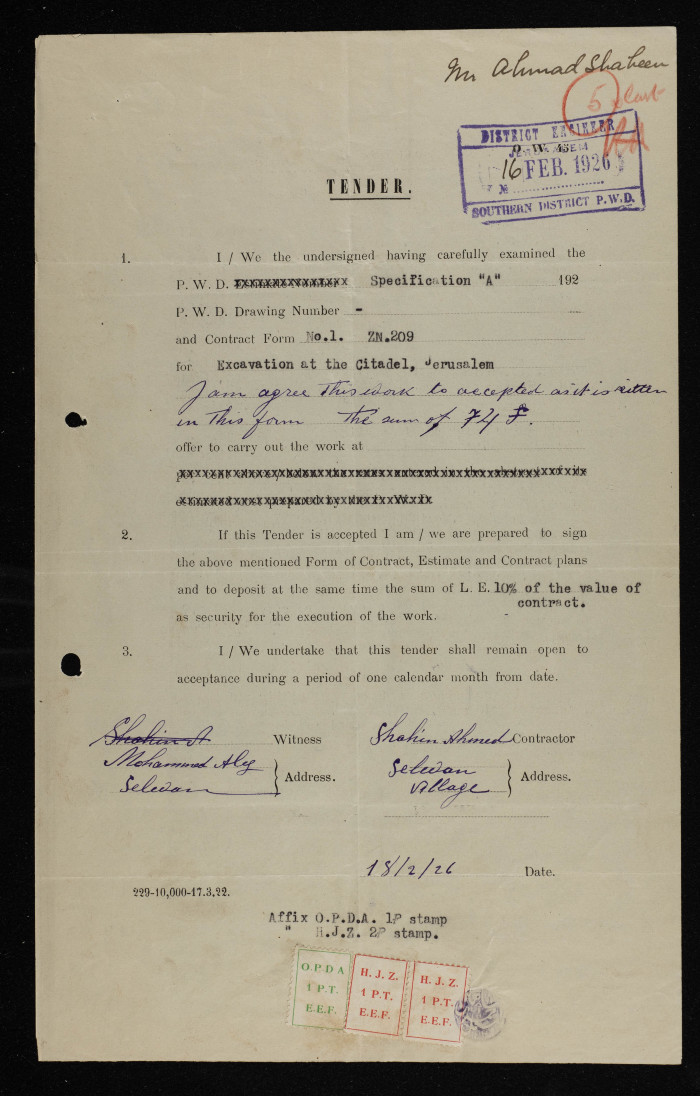 Mr Ahmad Shaheen
5
DISTRICT ENGINEER
P. W. 45
JERUSALEM
16 FEB. 1926
№
SOUTHERN DISTRICT P.W.D.
TENDER.
1. I / We the undersigned having carefully examined the
P. W. D. xxxxxxxxxxxxxxx Specification "A" 192
P. W. D. Drawing Number -
and Contract Form No.1. ZN.209
for Excavation at the Citadel, Jerusalem
I am agree this work to accepted as it is written
in this form the sum of 74 £.
offer to carry out the work at
2. If this Tender is accepted I am / we are prepared to sign
the above mentioned Form of Contract, Estimate and Contract plans
and to deposit at the same time the sum of L. E. 10% of the value of
contract.
as security for the execution of the work.
3. I / We undertake that this tender shall remain open to
acceptance during a period of one calendar month from date.
Shahin A Witness Shahin Ahmed Contractor
Mohammed Aly Selwan
Address. Address.
Selwan Village
18/2/26 Date.
229-10,000-17.3.22.
Affix O.P.D.A. 1P stamp
" H.J.Z. 2P stamp.
O.P.D A H. J. Z. H. J. Z.
1 P.T. 1 P.T. 1 P.T.
E.E.F. E.E.F. E.E.F.